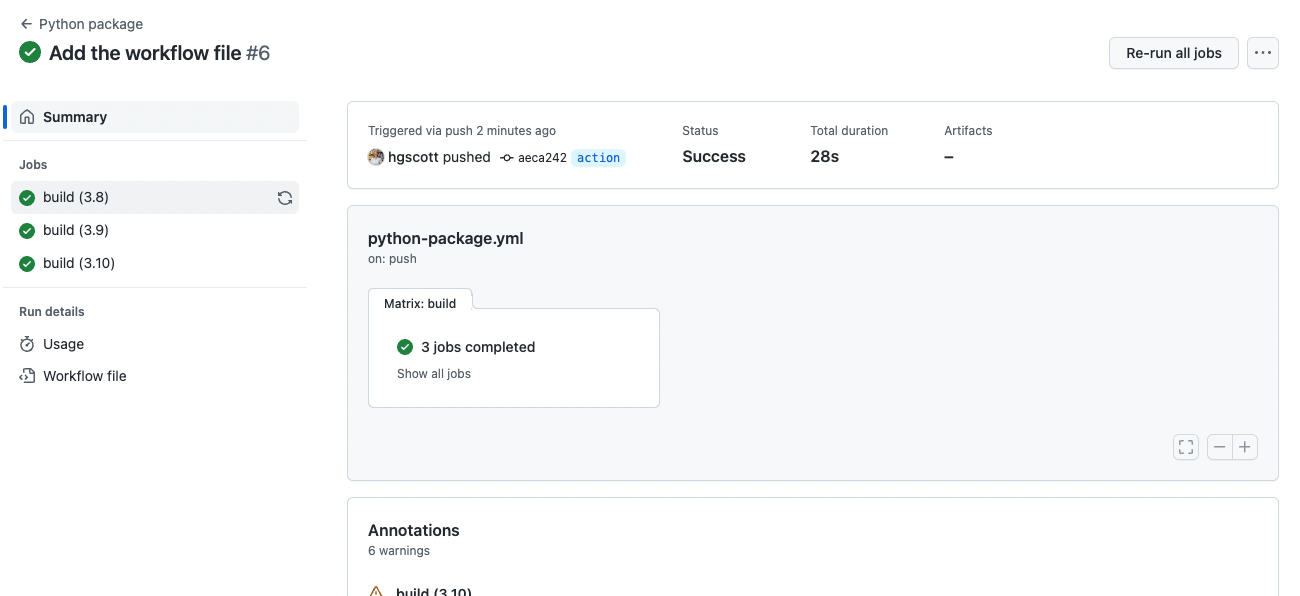 Python package
Add the workflow file #6
Re-run all jobs
Summary
Jobs
build (3.8)
build (3.9)
build (3.10)
Run details
Usage
Workflow file
Triggered via push 2 minutes ago
hgscott pushed aeca242 action
Status
Success
Total duration
28s
Artifacts
–
python-package.yml
on: push
Matrix: build
3 jobs completed
Show all jobs
Annotations
6 warnings
build (3.10)